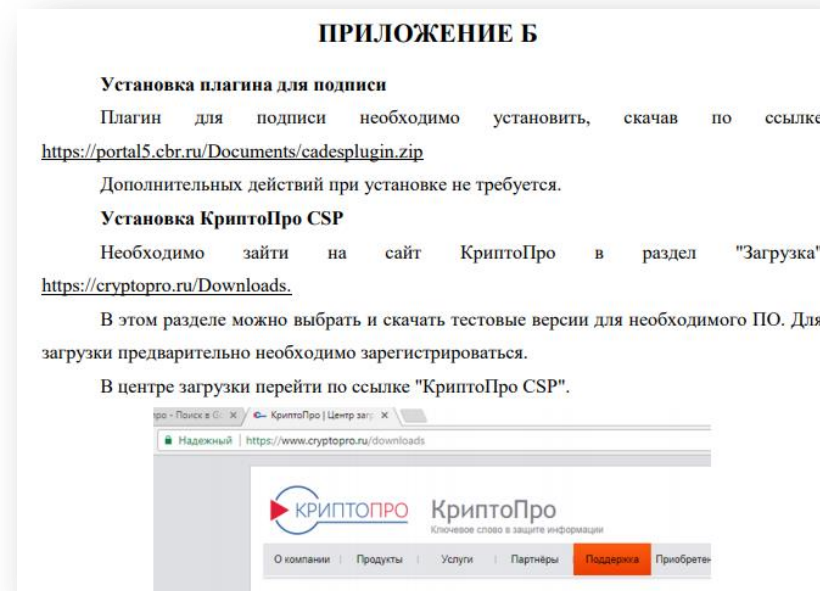 ПРИЛОЖЕНИЕ Б
Установка плагина для подписи
Плагин для подписи необходимо установить, скачав по ссылке
https://portal5.cbr.ru/Documents/cadesplugin.zip
Дополнительных действий при установке не требуется.
Установка КриптоПро CSP
Необходимо зайти на сайт КриптоПро в раздел "Загрузка"
https://cryptopro.ru/Downloads.
В этом разделе можно выбрать и скачать тестовые версии для необходимого ПО. Для
загрузки предварительно необходимо зарегистрироваться.
В центре загрузки перейти по ссылке "КриптоПро CSP".
про - Поиск в G КриптоПро | Центр загр
Надежный https://www.cryptopro.ru/downloads
КРИПТОПРО КриптоПро
Ключевое слово в защите информации
О компании Продукты Услуги Партнёры Поддержка Приобретен